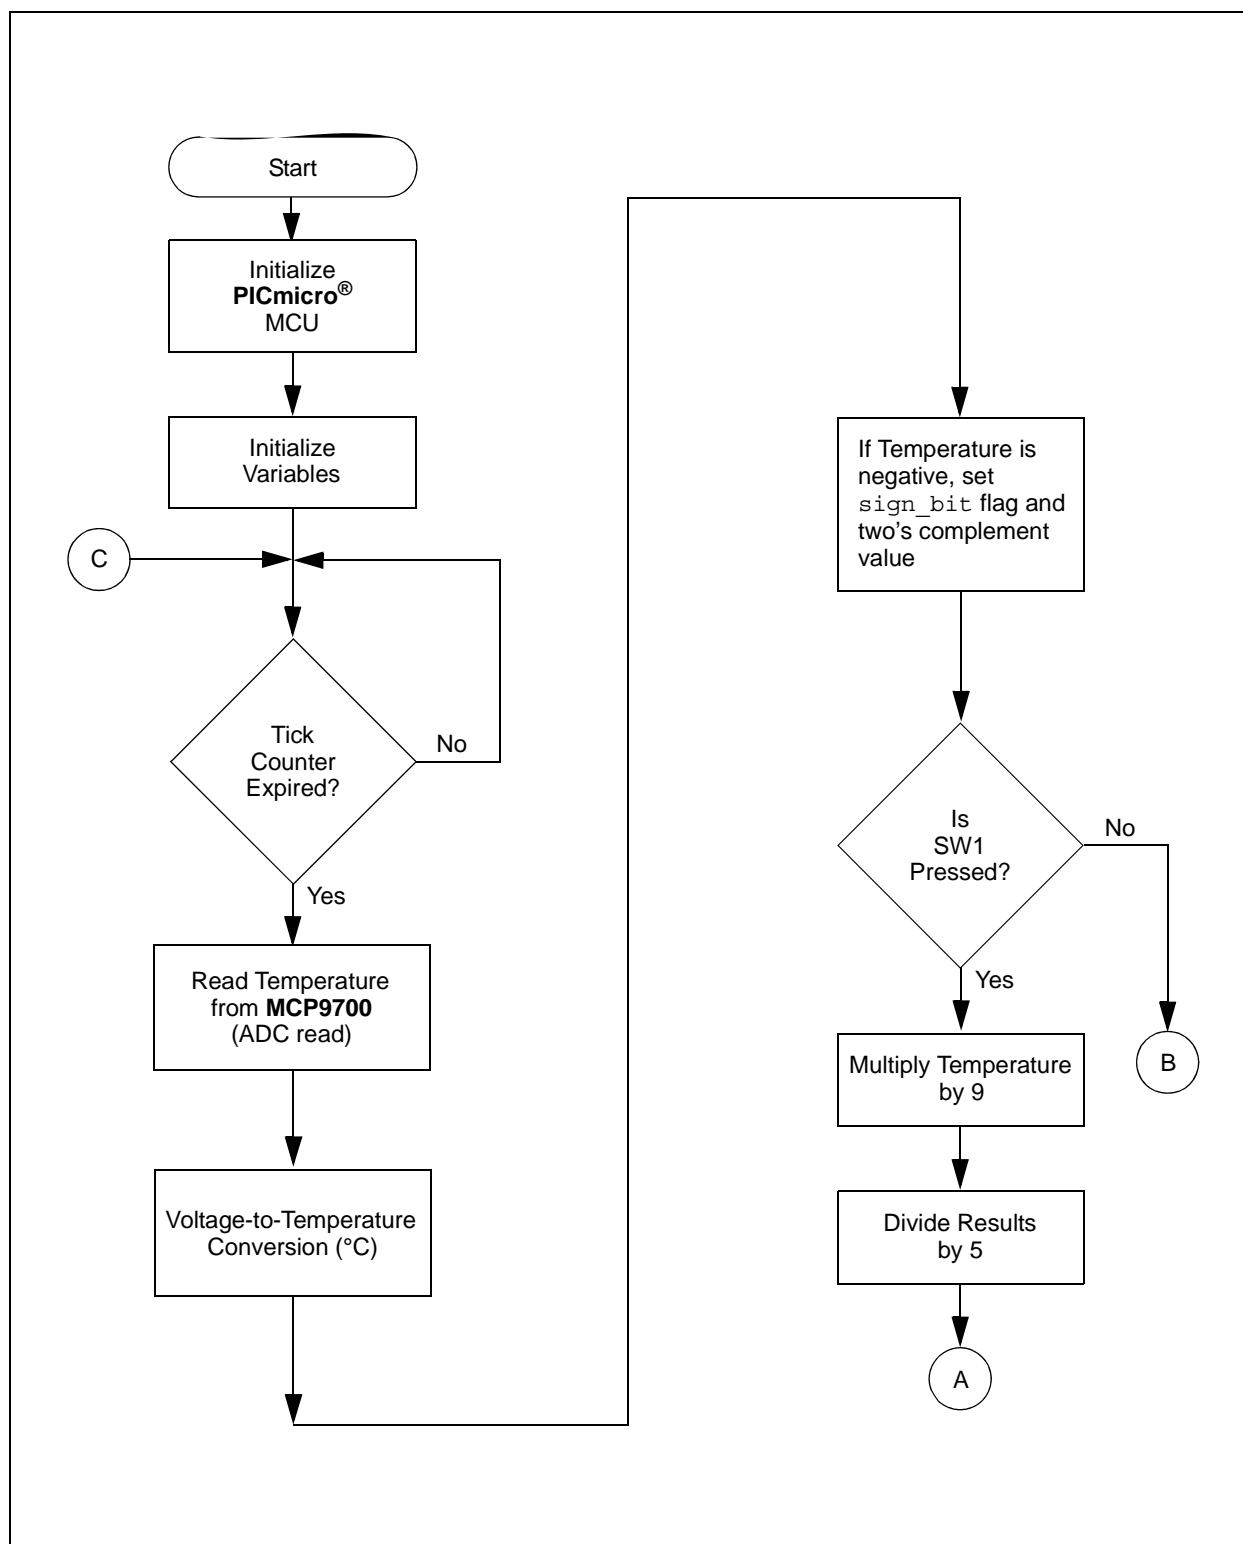 Start
Initialize
PICmicro®
MCU
Initialize
Variables
C
Tick
Counter
Expired?
No
Yes
Read Temperature
from MCP9700
(ADC read)
Voltage-to-Temperature
Conversion (°C)
If Temperature is
negative, set
sign_bit flag and
two’s complement
value
Is
SW1
Pressed?
No
Yes
B
Multiply Temperature
by 9
Divide Results
by 5
A